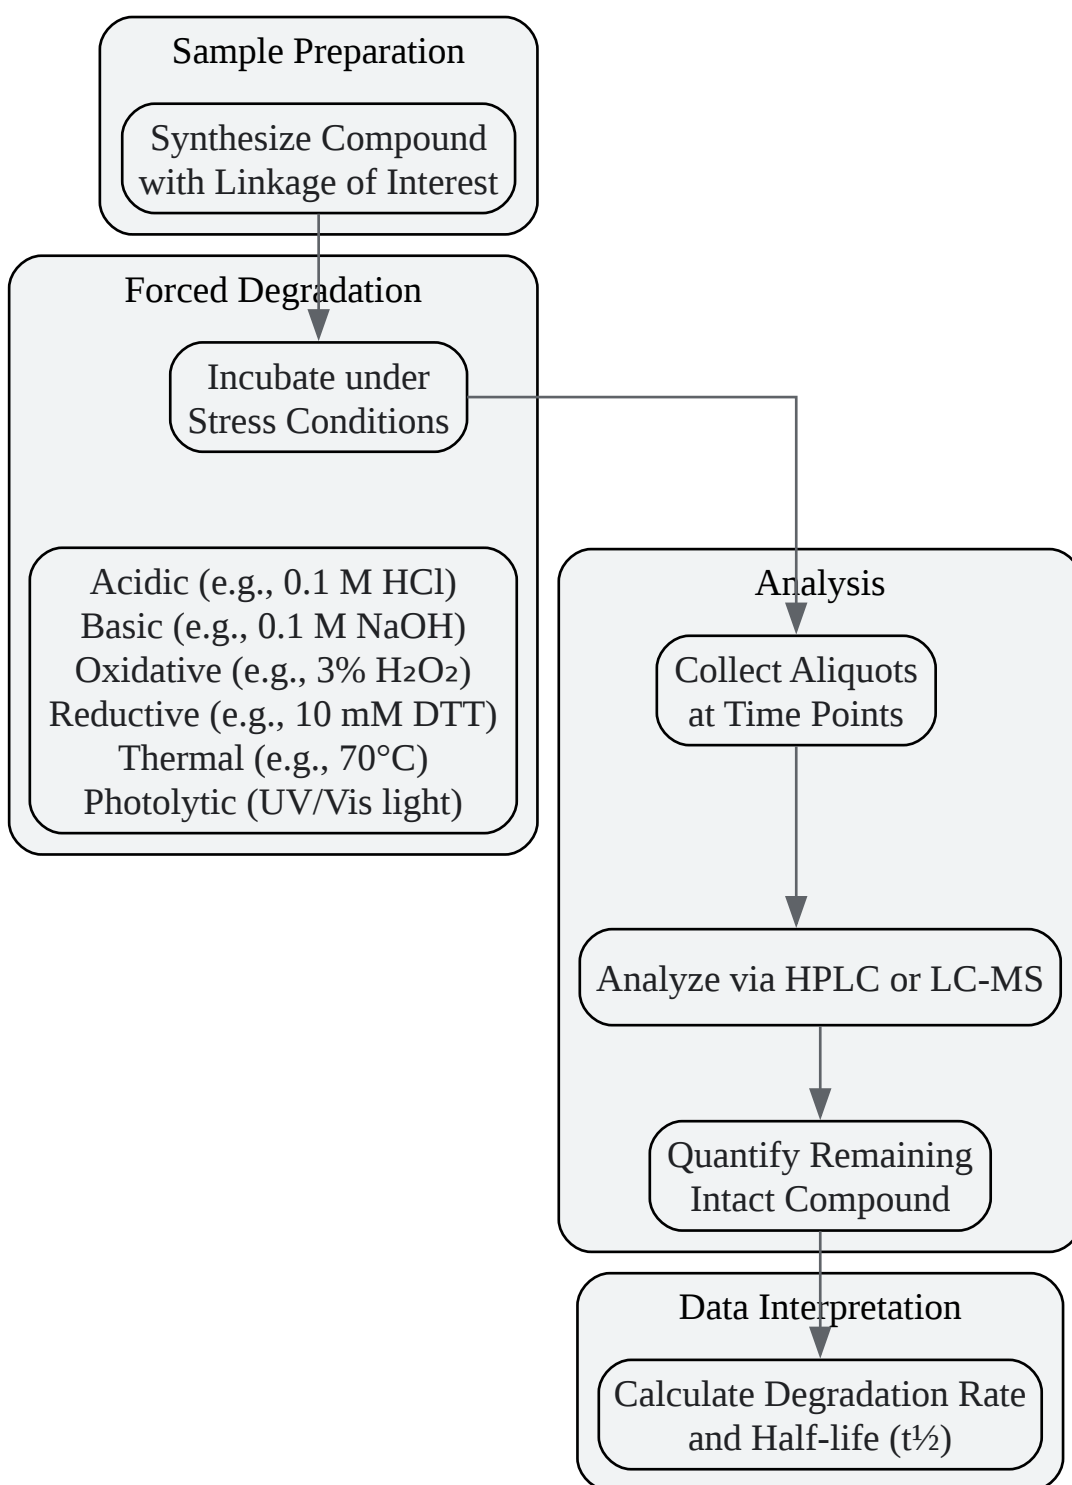 Sample Preparation
Synthesize Compound
with Linkage of Interest
Forced Degradation
Incubate under
Stress Conditions
Acidic (e.g., 0.1 M HCl)
Basic (e.g., 0.1 M NaOH)
Oxidative (e.g., 3% H₂O₂)
Reductive (e.g., 10 mM DTT)
Thermal (e.g., 70°C)
Photolytic (UV/Vis light)
Analysis
Collect Aliquots
at Time Points
Analyze via HPLC or LC-MS
Quantify Remaining
Intact Compound
Data Interpretation
Calculate Degradation Rate
and Half-life (t½)